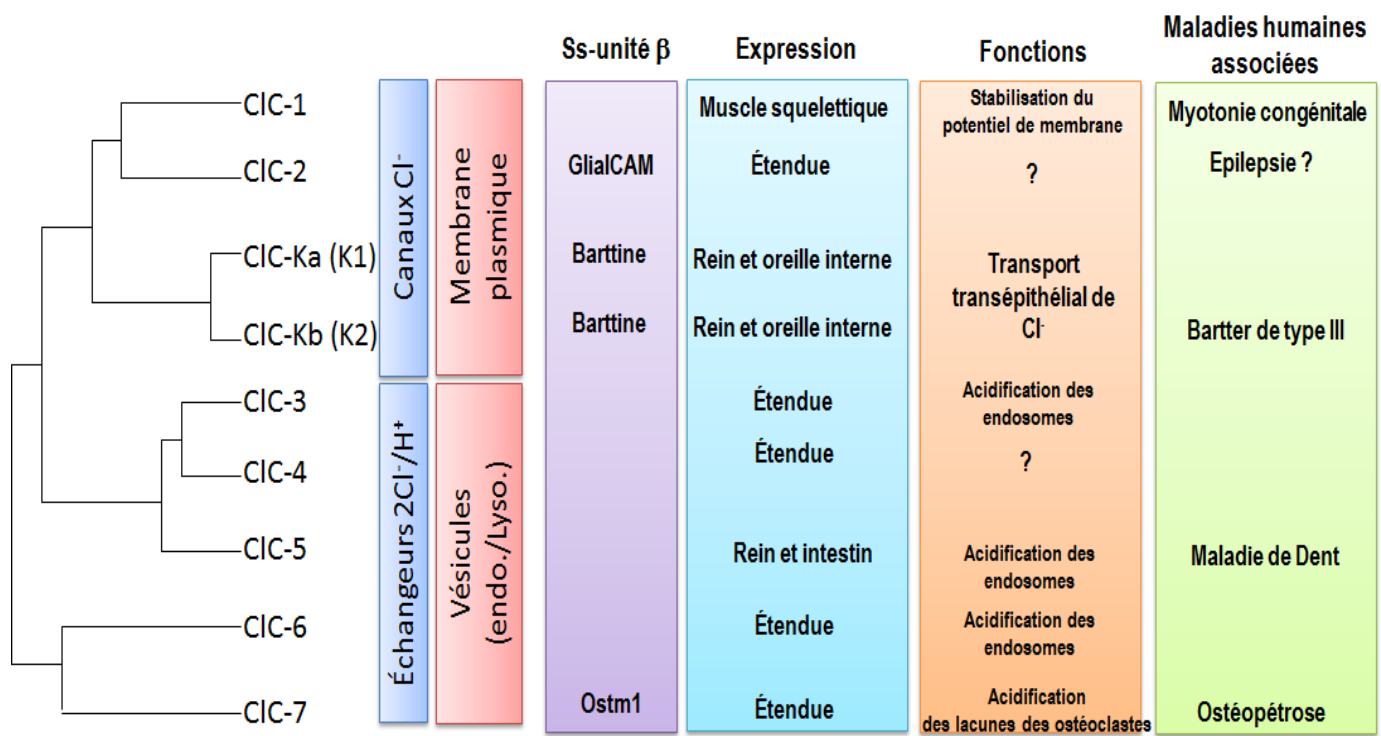 Ss-unité β
Expression
Fonctions
Maladies humaines
associées
ClC-1
Muscle squelettique
Stabilisation du
potentiel de membrane
Myotonie congénitale
ClC-2
GlialCAM
Étendue
?
Epilepsie ?
ClC-Ka (K1)
Barttine
Rein et oreille interne
Transport
transépithélial de
Cl-
ClC-Kb (K2)
Barttine
Rein et oreille interne
Bartter de type III
Canaux Cl-
Membrane
plasmique
ClC-3
Étendue
Acidification des
endosomes
ClC-4
Étendue
?
ClC-5
Rein et intestin
Acidification des
endosomes
Maladie de Dent
ClC-6
Étendue
Acidification des
endosomes
ClC-7
Ostm1
Étendue
Acidification
des lacunes des ostéoclastes
Ostéopétrose
Échangeurs 2Cl-/H+
Vésicules
(endo./Lyso.)